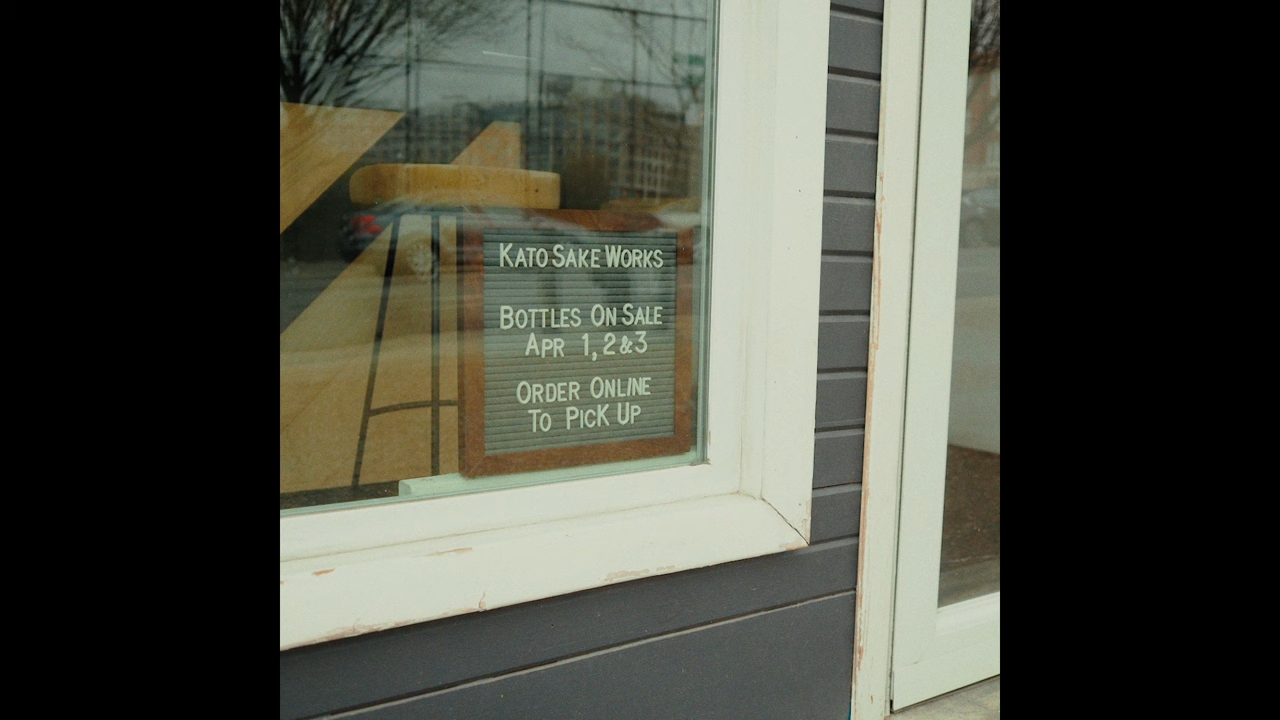 KATO SAKE WORKS
BOTTLES ON SALE
APR 1, 2 & 3
ORDER ONLINE
TO PICK UP